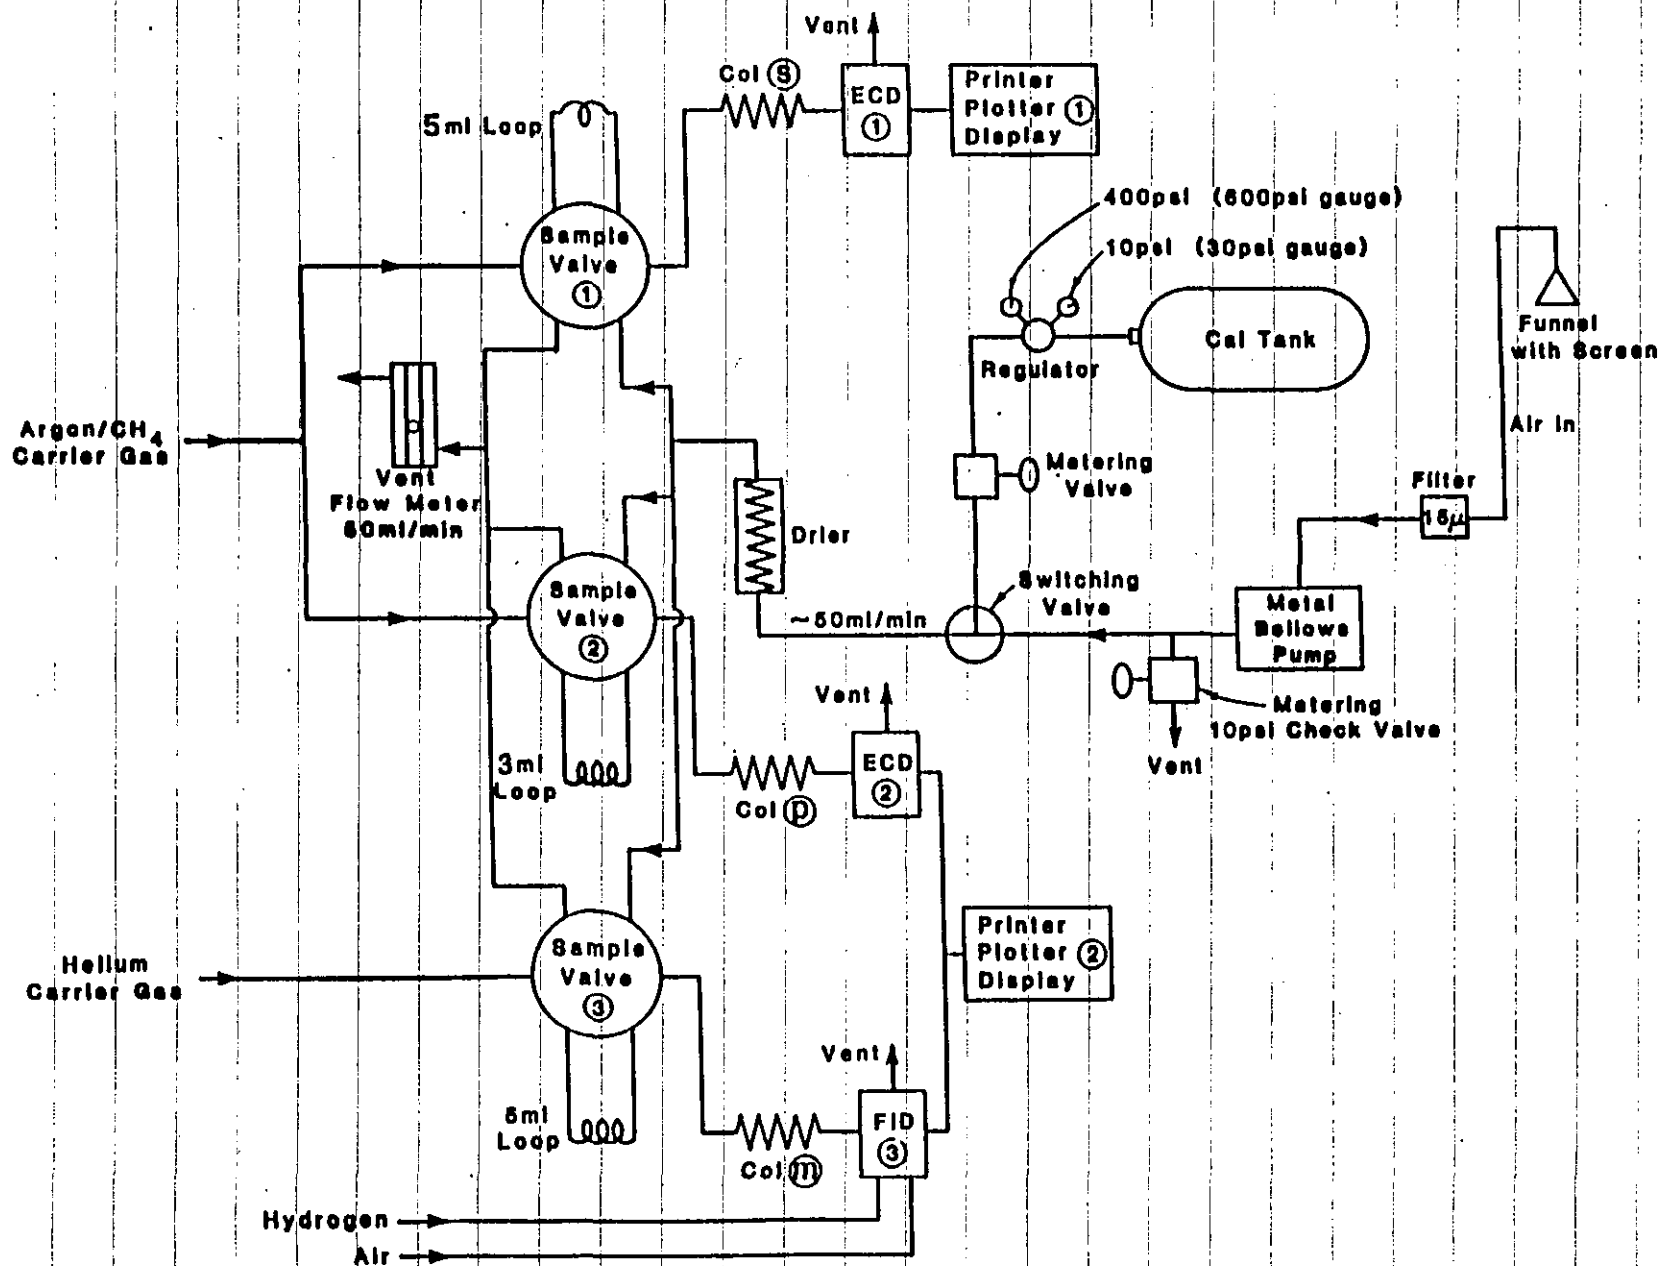 Vent
Col Ⓢ
ECD
①
Printer
Plotter ①
Display
5ml Loop
Sample
Valve
①
400psi (600psi gauge)
10psi (30psi gauge)
Cal Tank
Regulator
Funnel
with Screen
Air In
Argon/CH₄
Carrier Gas
Vent
Flow Meter
60ml/min
Metering
Valve
Filter
15μ
Drier
Sample
Valve
②
~50ml/min
Switching
Valve
Metal
Bellows
Pump
Metering
10psi Check Valve
Vent
Vent
ECD
②
3ml
Loop
Col ⓟ
Printer
Plotter ②
Display
Helium
Carrier Gas
Sample
Valve
③
Vent
FID
③
5ml
Loop
Col ⓜ
Hydrogen
Air